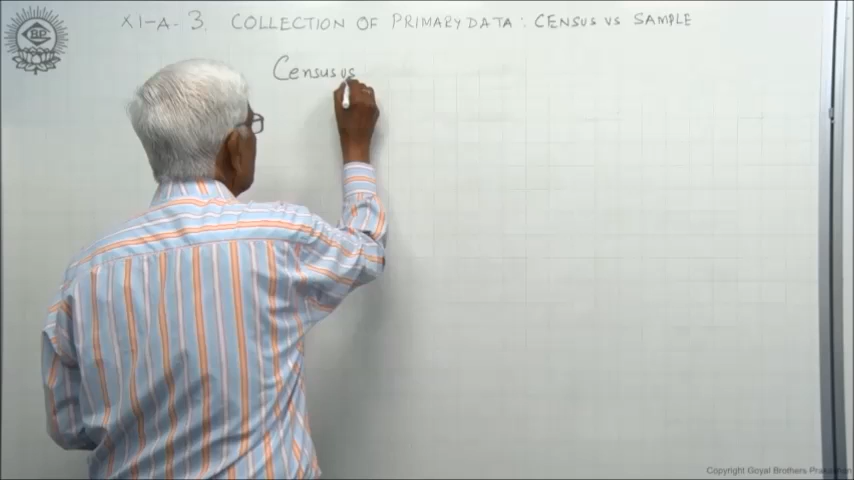 XI-A-3. COLLECTION OF PRIMARY DATA: CENSUS VS SAMPLE
Census vs
Copyright Goyal Brothers Prakashan